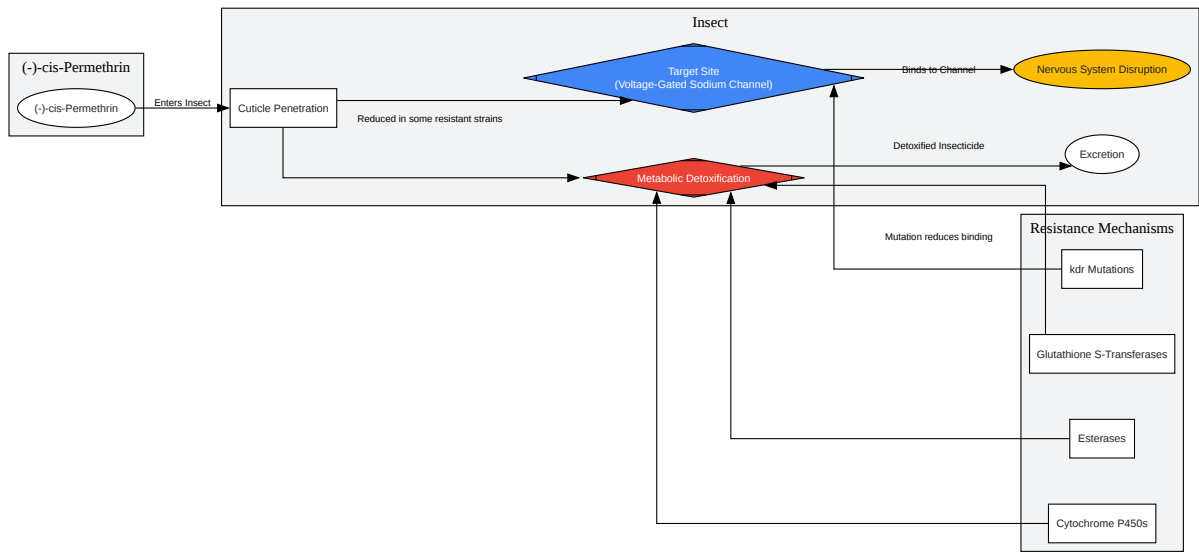 Insect
(-)-cis-Permethrin
(-)-cis-Permethrin
Enters Insect
Cuticle Penetration
Reduced in some resistant strains
Target Site
(Voltage-Gated Sodium Channel)
Binds to Channel
Nervous System Disruption
Metabolic Detoxification
Detoxified Insecticide
Excretion
Resistance Mechanisms
Mutation reduces binding
kdr Mutations
Glutathione S-Transferases
Esterases
Cytochrome P450s